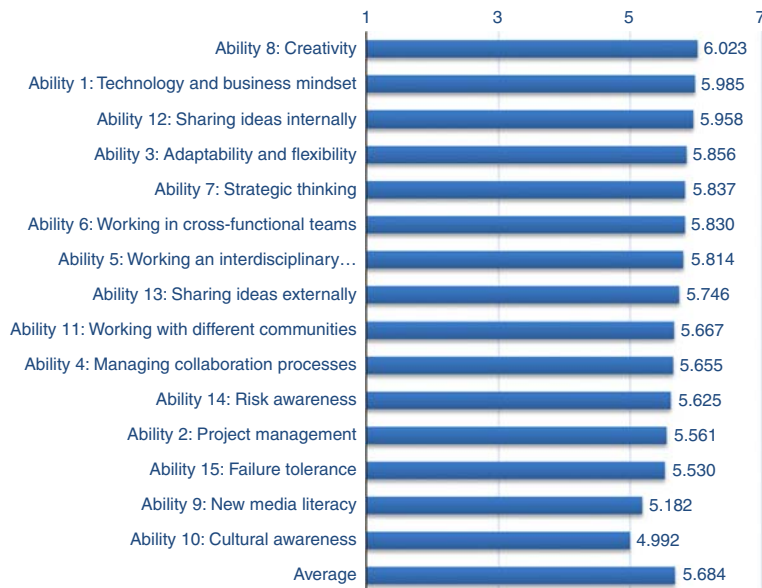 1 3 5 7
Ability 8: Creativity 6.023
Ability 1: Technology and business mindset 5.985
Ability 12: Sharing ideas internally 5.958
Ability 3: Adaptability and flexibility 5.856
Ability 7: Strategic thinking 5.837
Ability 6: Working in cross-functional teams 5.830
Ability 5: Working an interdisciplinary… 5.814
Ability 13: Sharing ideas externally 5.746
Ability 11: Working with different communities 5.667
Ability 4: Managing collaboration processes 5.655
Ability 14: Risk awareness 5.625
Ability 2: Project management 5.561
Ability 15: Failure tolerance 5.530
Ability 9: New media literacy 5.182
Ability 10: Cultural awareness 4.992
Average 5.684